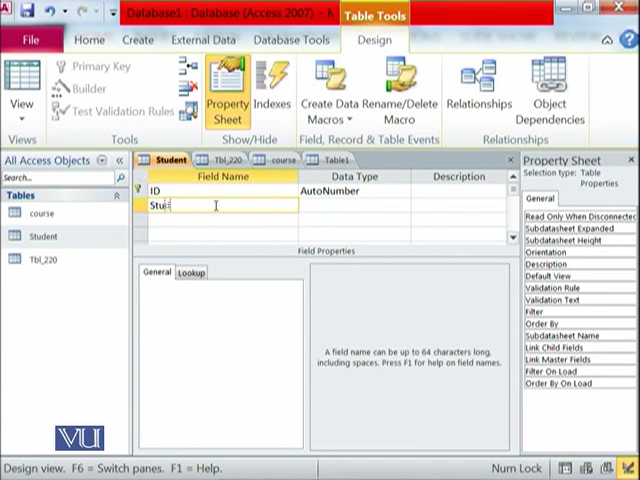 Database1 : Database (Access 2007) - M
Table Tools
File
Home
Create
External Data
Database Tools
Design
View
Primary Key
Builder
Test Validation Rules
Property Sheet
Indexes
Create Data Macros
Rename/Delete Macro
Relationships
Object Dependencies
Views
Tools
Show/Hide
Field, Record & Table Events
Relationships
All Access Objects
Search...
Tables
course
Student
Tbl_220
Student
Tbl_220
course
Table1
Field Name
Data Type
Description
ID
AutoNumber
Field Properties
General
Lookup
A field name can be up to 64 characters long,
including spaces. Press F1 for help on field names.
Property Sheet
Selection type: Table
Properties
General
Read Only When Disconnected
Subdatasheet Expanded
Subdatasheet Height
Orientation
Description
Default View
Validation Rule
Validation Text
Filter
Order By
Subdatasheet Name
Link Child Fields
Link Master Fields
Filter On Load
Order By On Load
VU
Design view. F6 = Switch panes. F1 = Help.
Num Lock